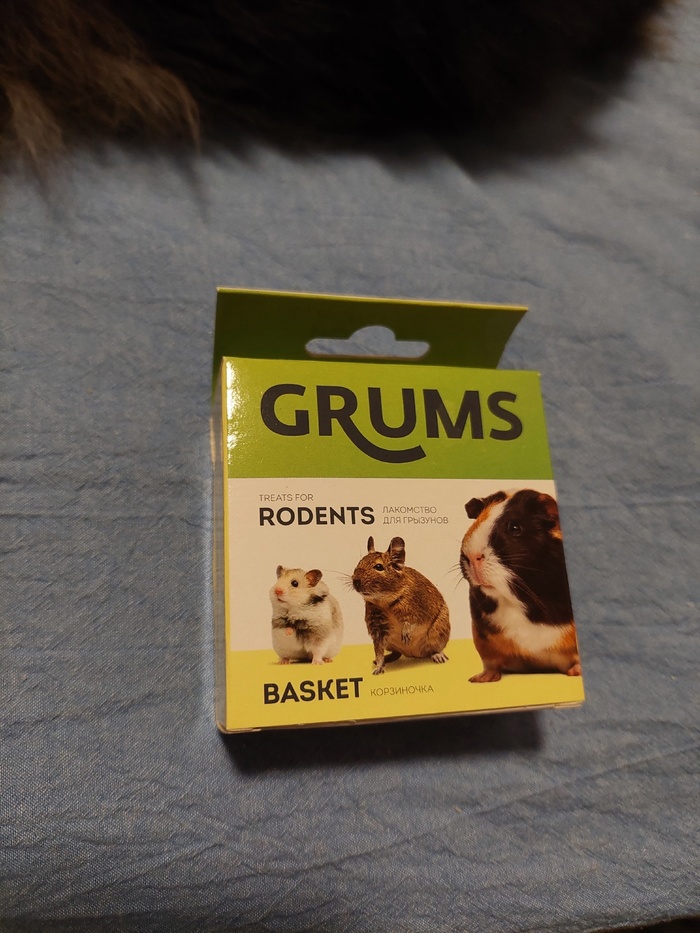 GRUMS
TREATS FOR
RODENTS
ЛАКОМСТВО
ДЛЯ ГРЫЗУНОВ
BASKET КОРЗИНОЧКА